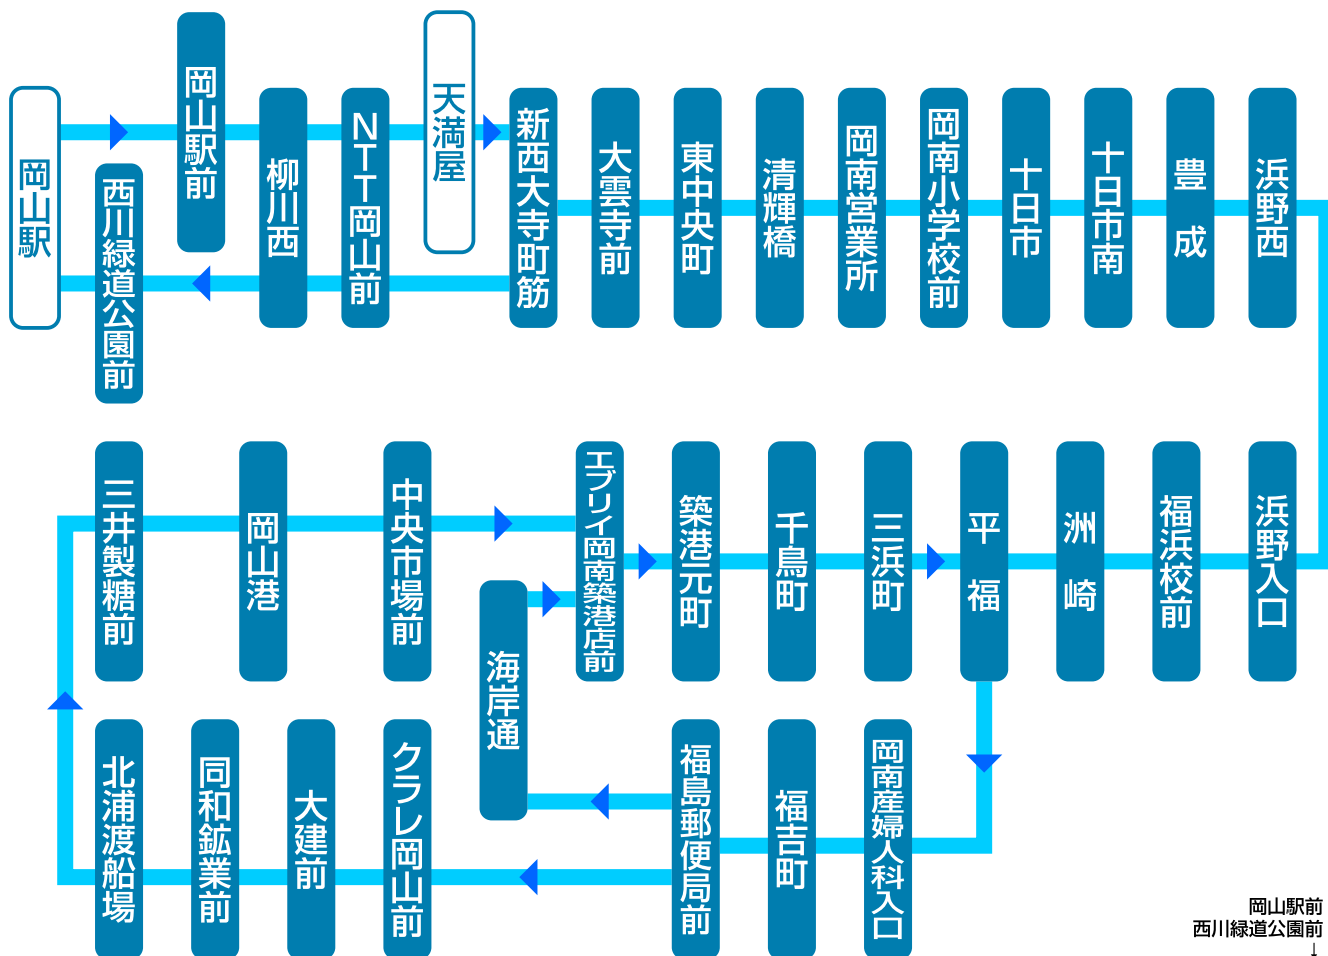 岡山駅
西川緑道公園前
岡山駅前
柳川西
NTT岡山前
天満屋
新西大寺町筋
大雲寺前
東中央町
清輝橋
岡南営業所
岡南小学校前
十日市
十日市南
豊成
浜野西
三井製糖前
岡山港
中央市場前
海岸通
エブリイ岡南築港店前
築港元町
千鳥町
三浜町
平福
洲崎
福浜校前
浜野入口
北浦渡船場
同和鉱業前
大建前
クラレ岡山前
福島郵便局前
福吉町
岡南産婦人科入口
岡山駅前
西川緑道公園前
↓